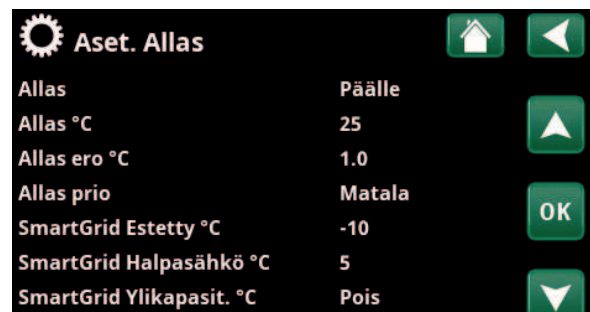 Aset. Allas
Allas Päälle
Allas °C 25
Allas ero °C 1.0
Allas prio Matala
OK
SmartGrid Estetty °C -10
SmartGrid Halpasähkö °C 5
SmartGrid Ylikapasit. °C Pois